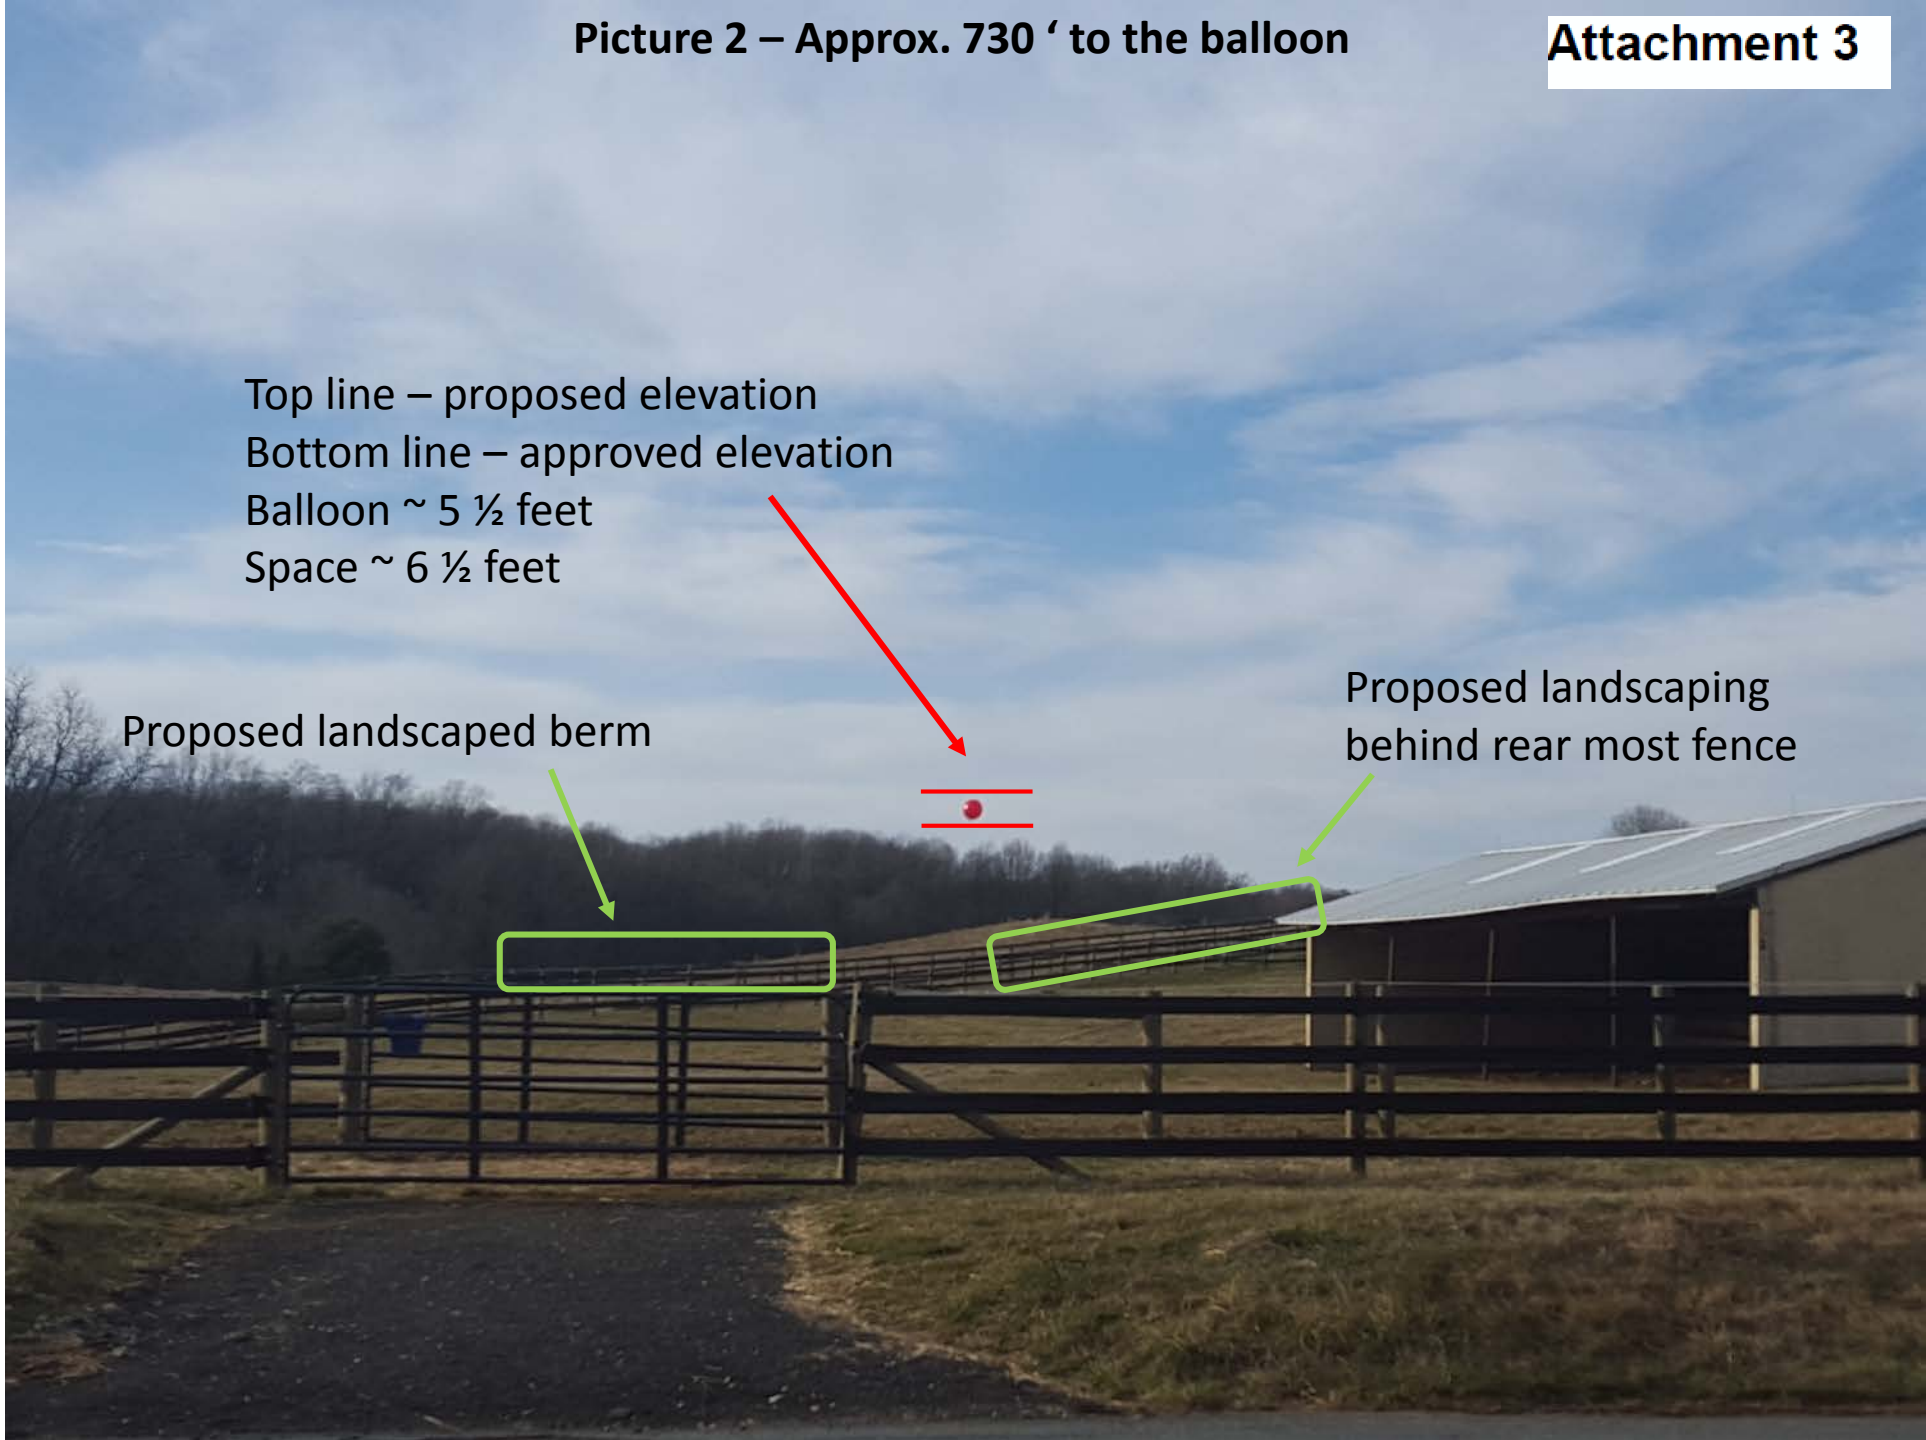 Picture 2 – Approx. 730 ‘ to the balloon
Attachment 3
Top line – proposed elevation
Bottom line – approved elevation
Balloon ~ 5 ½ feet
Space ~ 6 ½ feet
Proposed landscaped berm
Proposed landscaping
behind rear most fence